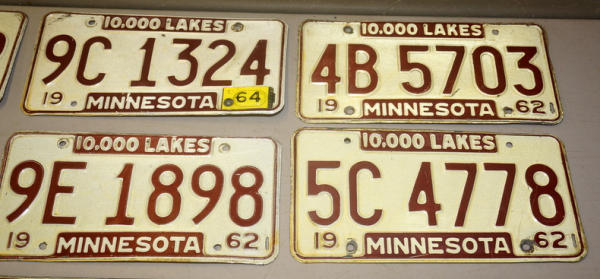 10.000 LAKES
9C 1324
19 MINNESOTA 64
10.000 LAKES
4B 5703
19 MINNESOTA 62
10.000 LAKES
9E 1898
19 MINNESOTA 62
10.000 LAKES
5C 4778
19 MINNESOTA 62